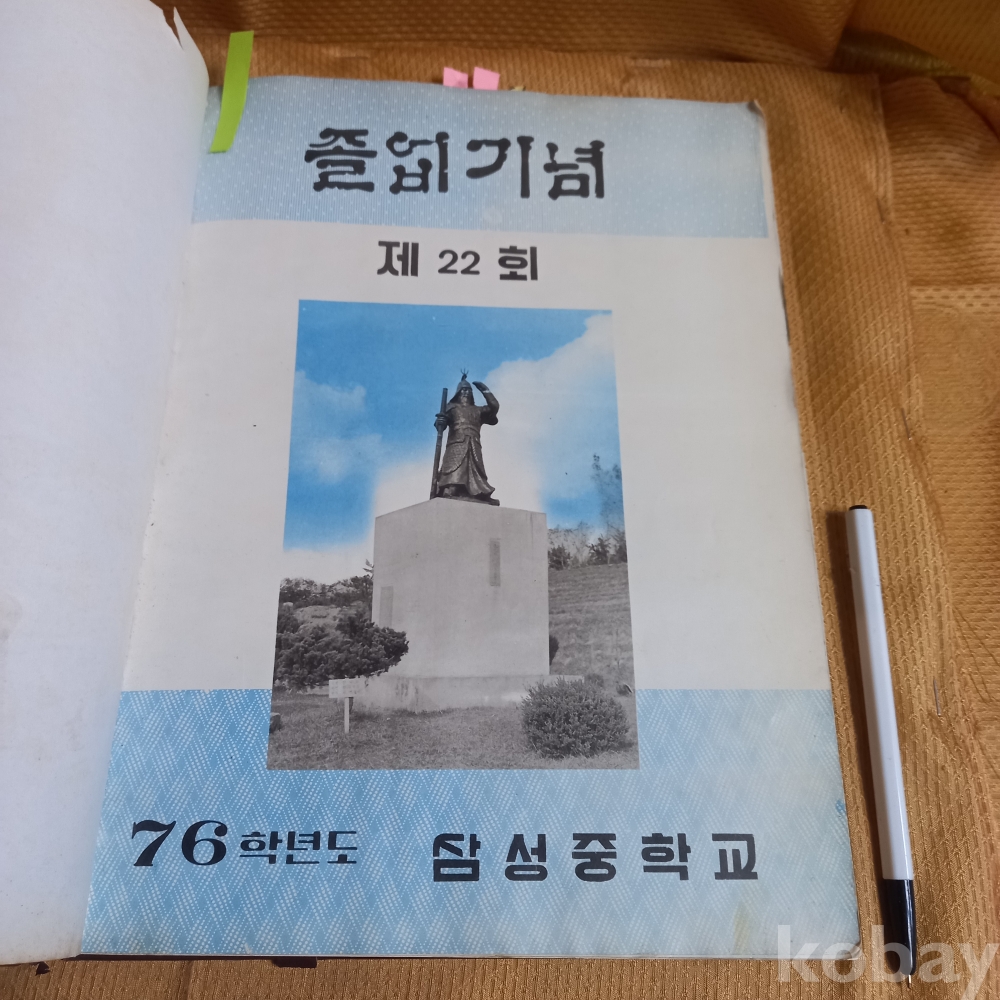 졸업기념
제 22 회
76 학년도 삼성중학교
kobay